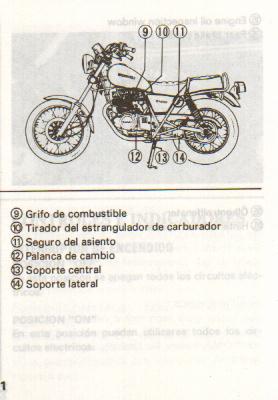 ⑨ ⑩ ⑪
⑫ ⑬ ⑭
⑨ Grifo de combustible
⑩ Tirador del estrangulador de carburador
⑪ Seguro del asiento
⑫ Palanca de cambio
⑬ Soporte central
⑭ Soporte lateral
1